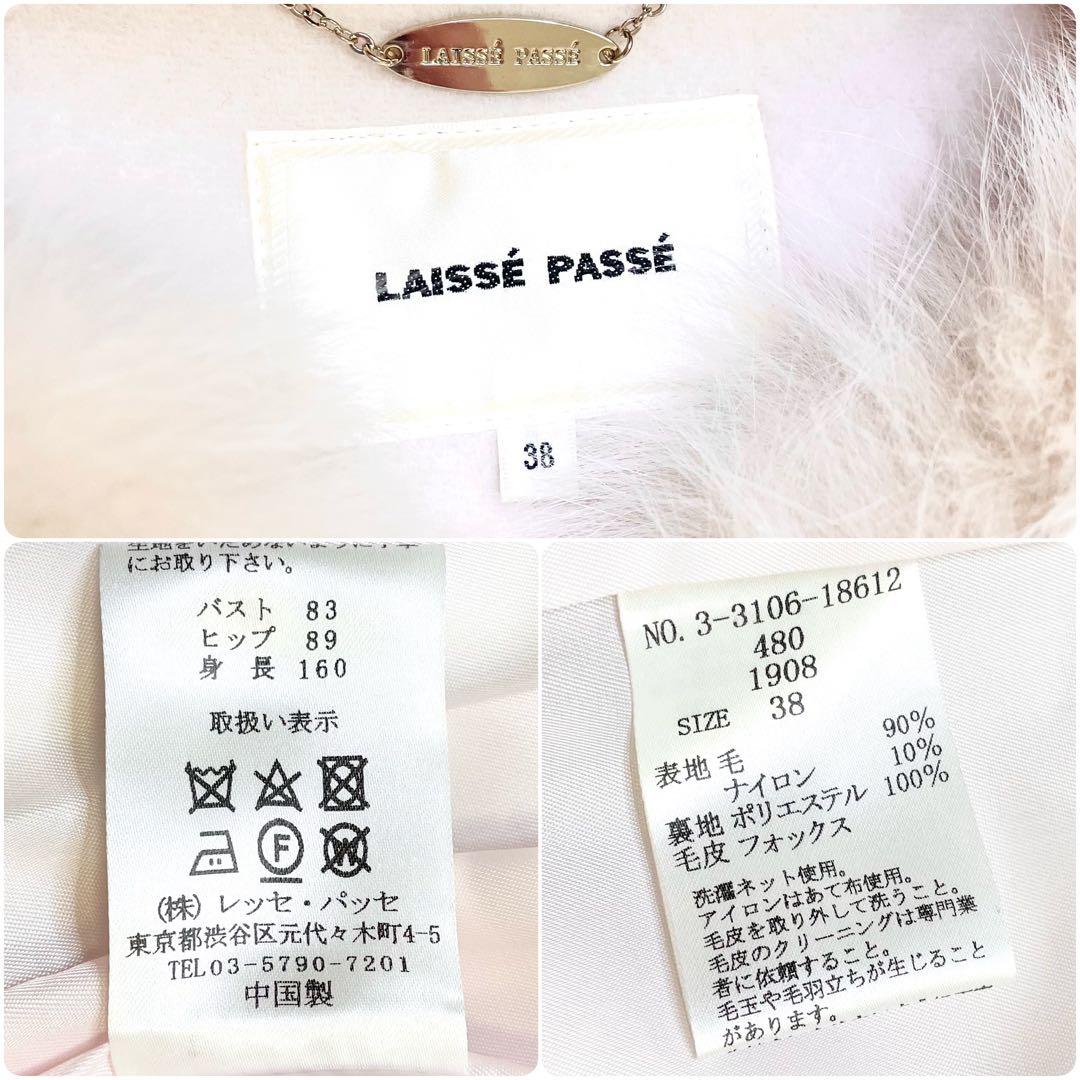 LAISSÉ PASSÉ
LAISSÉ PASSÉ
38
にお取り下さい。
バスト 83
ヒップ 89
身長 160
取扱い表示
F
W
(株)レッセ・パッセ
東京都渋谷区元代々木町4-5
TEL03-5790-7201
中国製
NO. 3-3106-18612
480
1908
SIZE 38
表地 毛 90%
ナイロン 10%
裏地 ポリエステル 100%
毛皮 フォックス
洗濯ネット使用。
アイロンはあて布使用。
毛皮を取り外して洗うこと。
毛皮のクリーニングは専門業
者に依頼すること。
毛玉や毛羽立ちが生じること
があります。